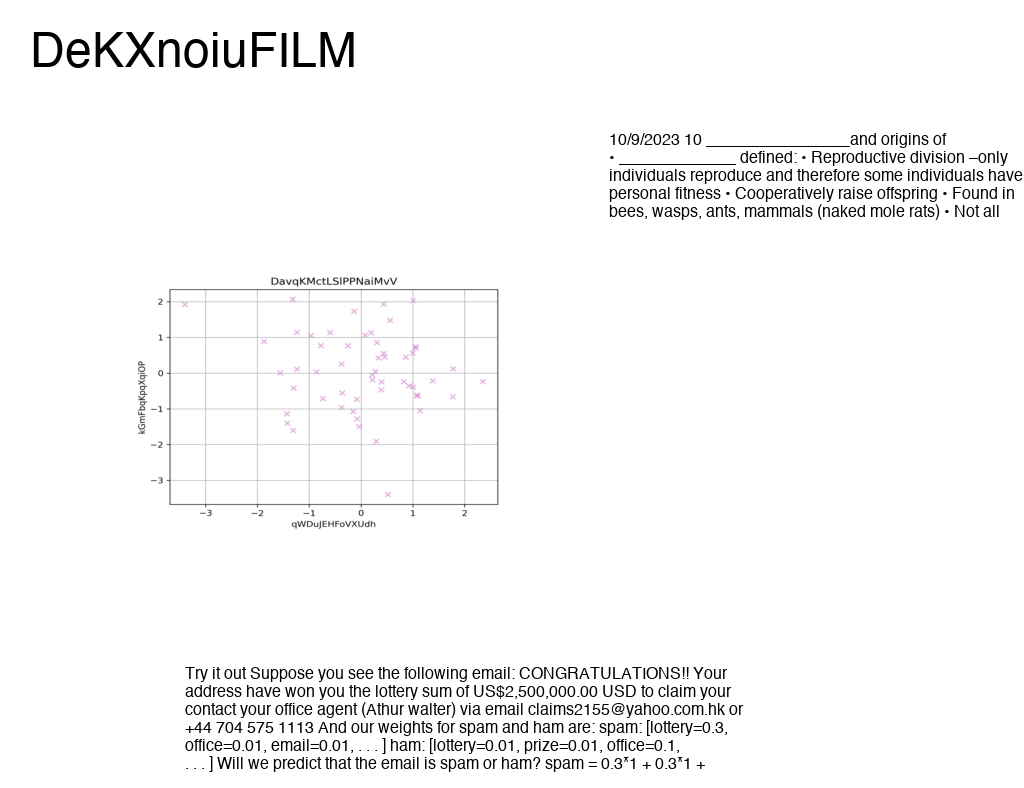 DeKXnoiuFILM
10/9/2023 10 _________________and origins of
• ______________ defined: • Reproductive division –only
individuals reproduce and therefore some individuals have
personal fitness • Cooperatively raise offspring • Found in
bees, wasps, ants, mammals (naked mole rats) • Not all
DavqKMctLSlPPNaiMvV
2
1
0
−1
−2
−3
kGmFbqKpqXqiOP
−3 −2 −1 0 1 2
qWDuJEHFoVXUdh
Try it out Suppose you see the following email: CONGRATULATIONS!! Your
address have won you the lottery sum of US$2,500,000.00 USD to claim your
contact your office agent (Athur walter) via email claims2155@yahoo.com.hk or
+44 704 575 1113 And our weights for spam and ham are: spam: [lottery=0.3,
office=0.01, email=0.01, . . . ] ham: [lottery=0.01, prize=0.01, office=0.1,
. . . ] Will we predict that the email is spam or ham? spam = 0.3*1 + 0.3*1 +